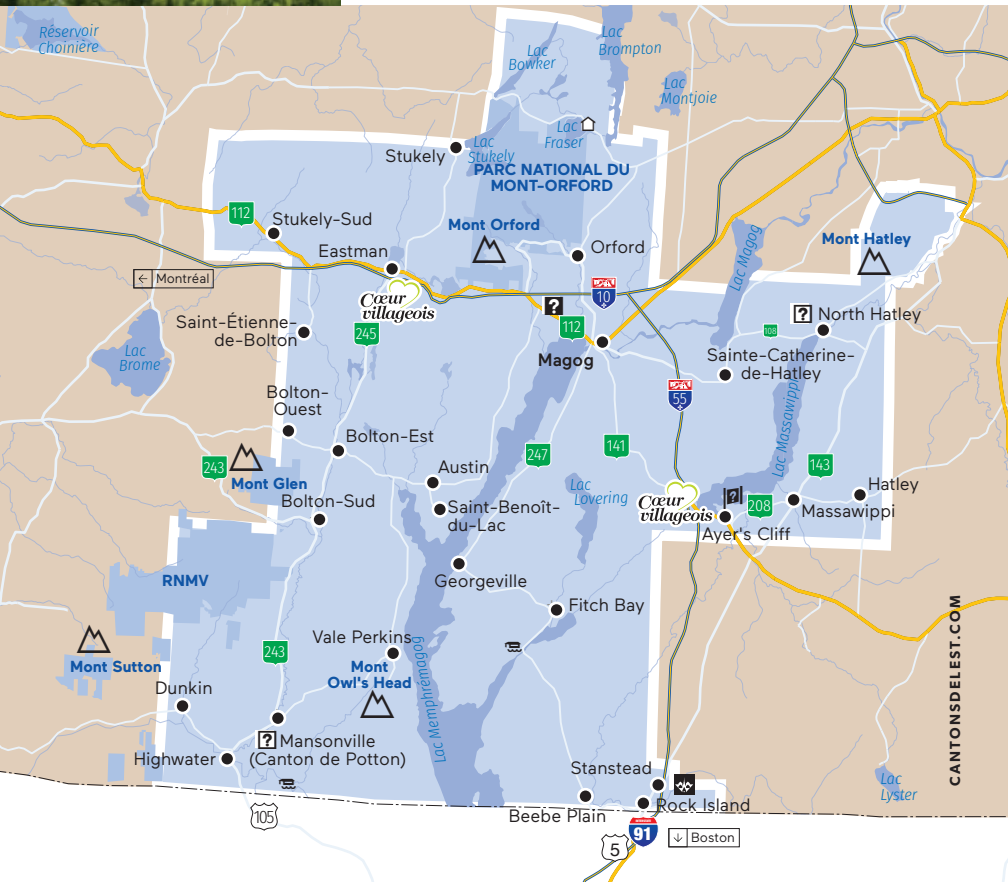 Réservoir
Choinière
Lac
Bowker
Lac
Brompton
Lac
Montjoie
Lac
Fraser
Stukely
Lac
Stukely
PARC NATIONAL DU
MONT-ORFORD
112
Stukely-Sud
Mont Orford
Orford
Mont Hatley
Eastman
← Montréal
Cœur
villageois
10
Lac Magog
?
112
Saint-Étienne-
de-Bolton
245
Magog
? North Hatley
108
Lac
Brome
Sainte-Catherine-
de-Hatley
55
Bolton-
Ouest
Bolton-Est
Lac Massawippi
243
Mont Glen
247
141
143
Austin
Bolton-Sud
Saint-Benoît-
du-Lac
Lac
Lovering
Cœur
villageois
?
208
Hatley
Massawippi
Ayer's Cliff
RNMV
Georgeville
Fitch Bay
Mont Sutton
243
Vale Perkins
Mont
Owl's Head
Lac Memphrémagog
Dunkin
? Mansonville
(Canton de Potton)
Highwater
105
Stanstead
Beebe Plain
Rock Island
91
5
↓ Boston
Lac
Lyster
CANTONSDELEST.COM